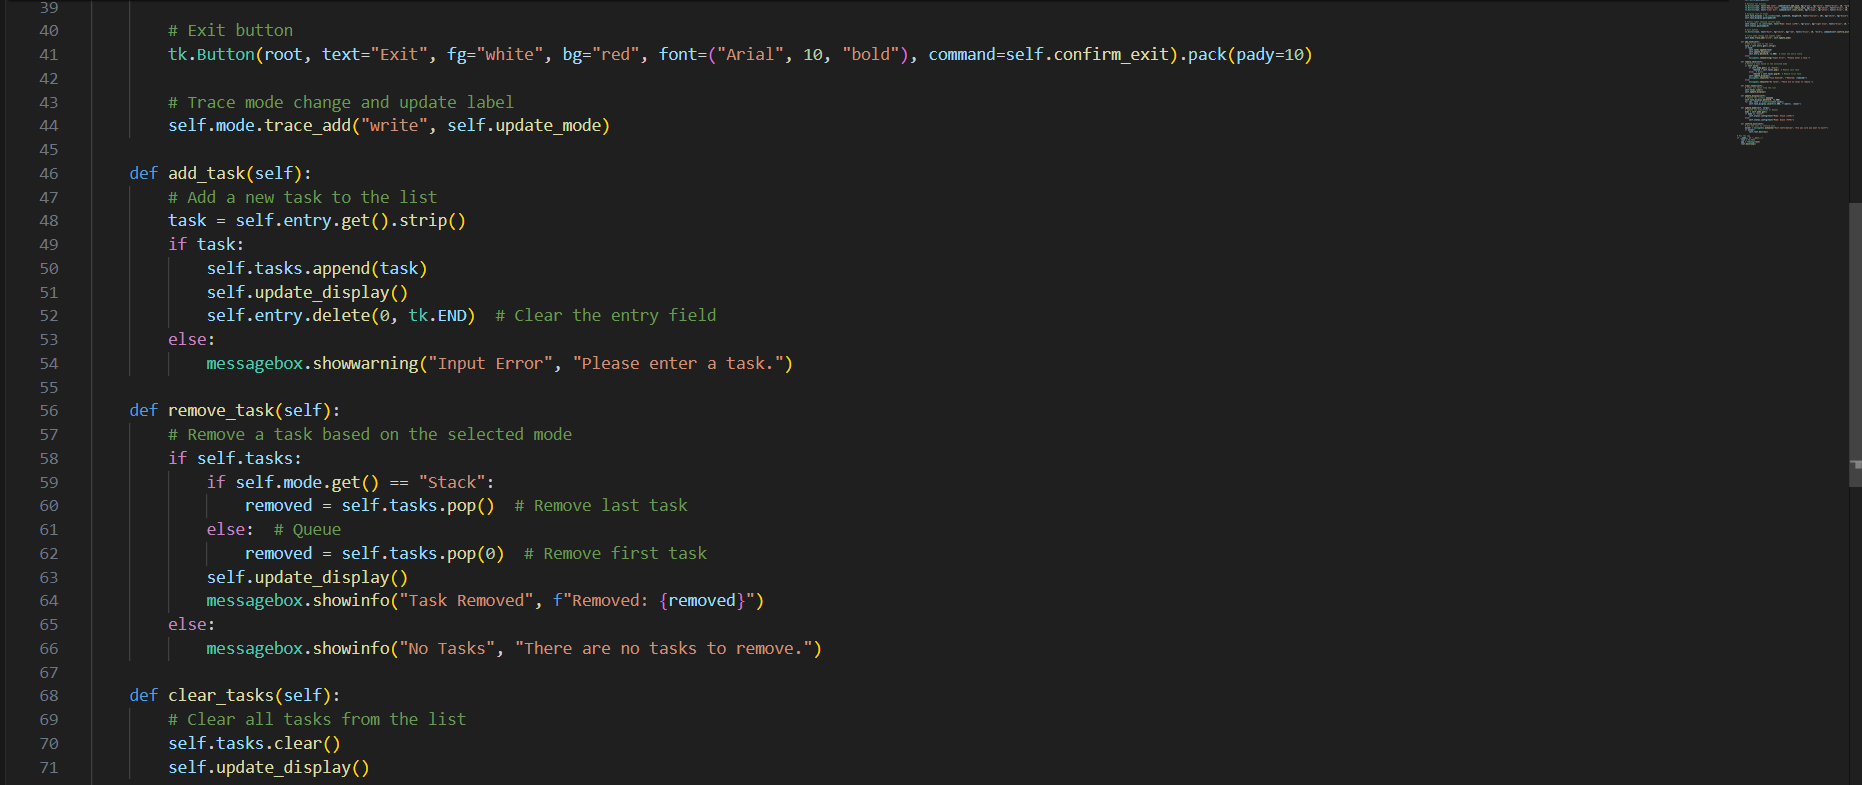 39
40 # Exit button
41 tk.Button(root, text="Exit", fg="white", bg="red", font=("Arial", 10, "bold"), command=self.confirm_exit).pack(pady=10)
42
43 # Trace mode change and update label
44 self.mode.trace_add("write", self.update_mode)
45
46 def add_task(self):
47 # Add a new task to the list
48 task = self.entry.get().strip()
49 if task:
50 self.tasks.append(task)
51 self.update_display()
52 self.entry.delete(0, tk.END)  # Clear the entry field
53 else:
54 messagebox.showwarning("Input Error", "Please enter a task.")
55
56 def remove_task(self):
57 # Remove a task based on the selected mode
58 if self.tasks:
59 if self.mode.get() == "Stack":
60 removed = self.tasks.pop()  # Remove last task
61 else:  # Queue
62 removed = self.tasks.pop(0)  # Remove first task
63 self.update_display()
64 messagebox.showinfo("Task Removed", f"Removed: {removed}")
65 else:
66 messagebox.showinfo("No Tasks", "There are no tasks to remove.")
67
68 def clear_tasks(self):
69 # Clear all tasks from the list
70 self.tasks.clear()
71 self.update_display()